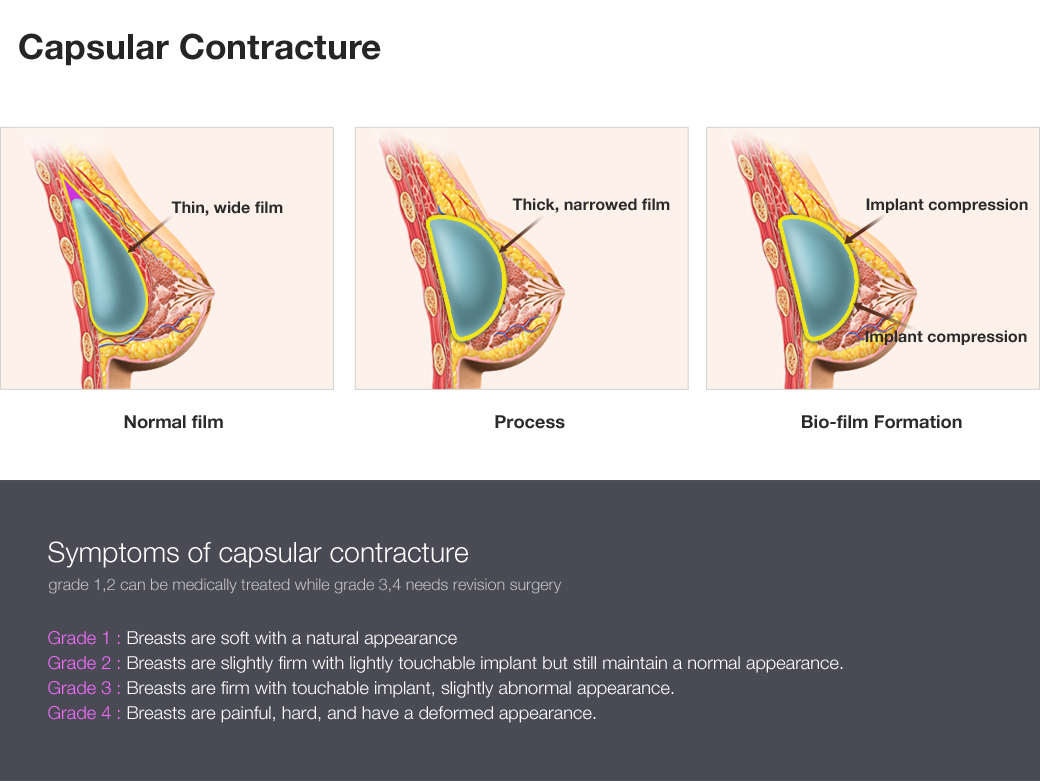 Capsular Contracture
Thin, wide film
Thick, narrowed film
Implant compression
Implant compression
Normal film
Process
Bio-film Formation
Symptoms of capsular contracture
grade 1,2 can be medically treated while grade 3,4 needs revision surgery
Grade 1 : Breasts are soft with a natural appearance
Grade 2 : Breasts are slightly firm with lightly touchable implant but still maintain a normal appearance.
Grade 3 : Breasts are firm with touchable implant, slightly abnormal appearance.
Grade 4 : Breasts are painful, hard, and have a deformed appearance.